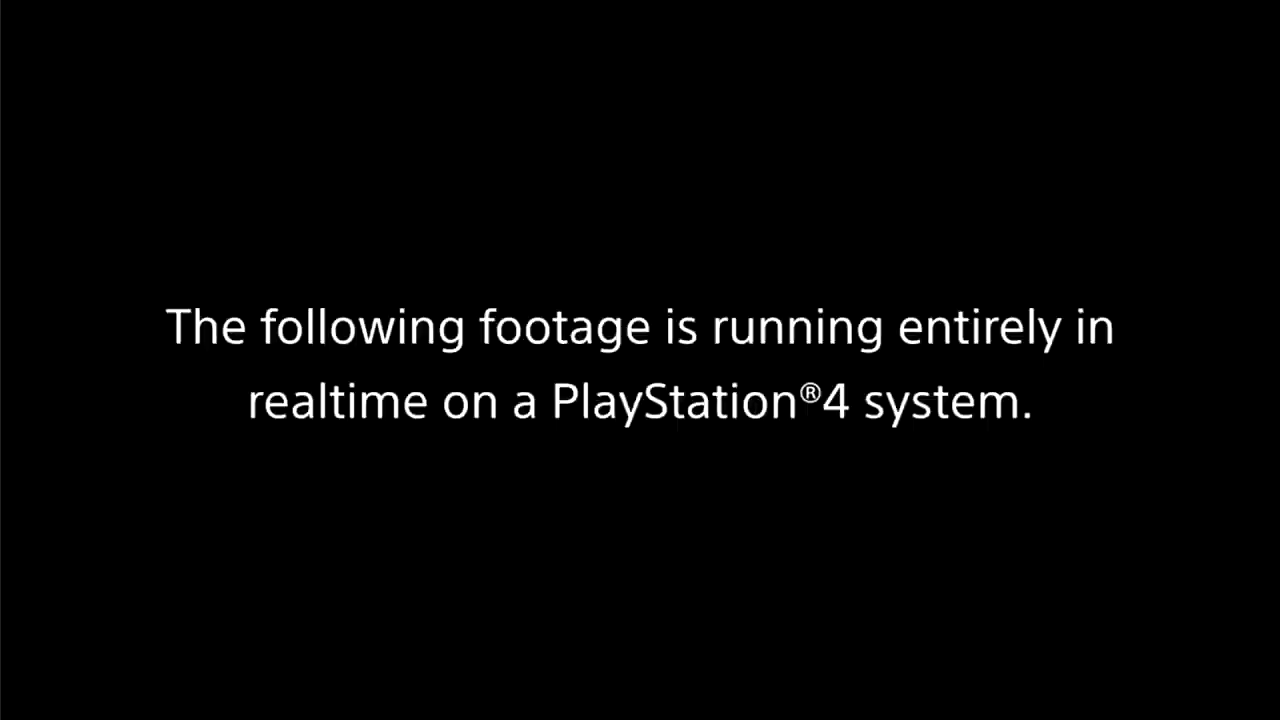 The following footage is running entirely in
realtime on a PlayStation®4 system.